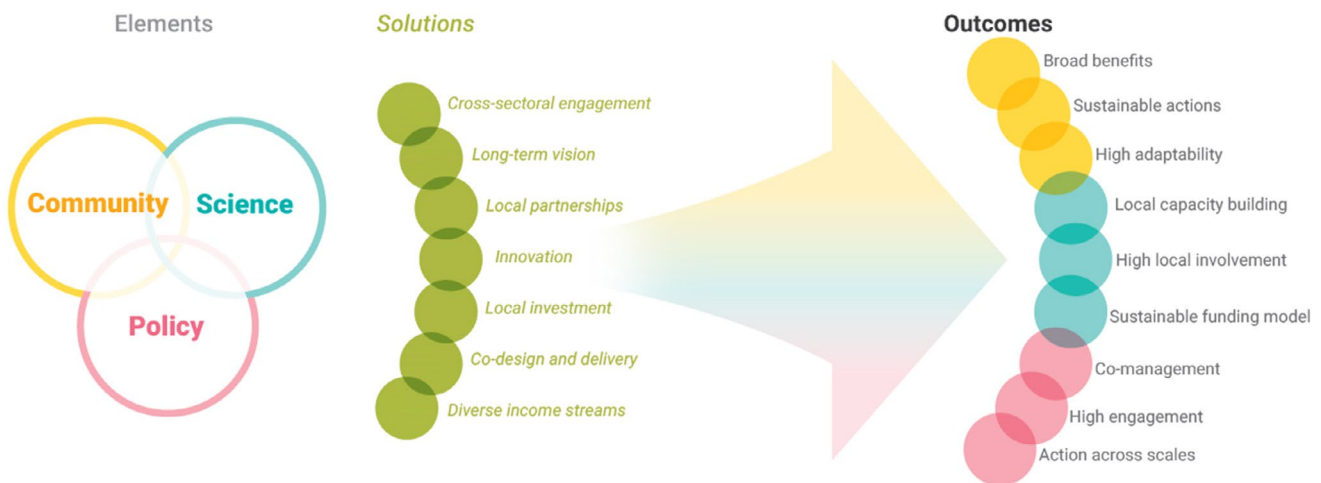 Elements
Community
Science
Policy
Solutions
Cross-sectoral engagement
Long-term vision
Local partnerships
Innovation
Local investment
Co-design and delivery
Diverse income streams
Outcomes
Broad benefits
Sustainable actions
High adaptability
Local capacity building
High local involvement
Sustainable funding model
Co-management
High engagement
Action across scales